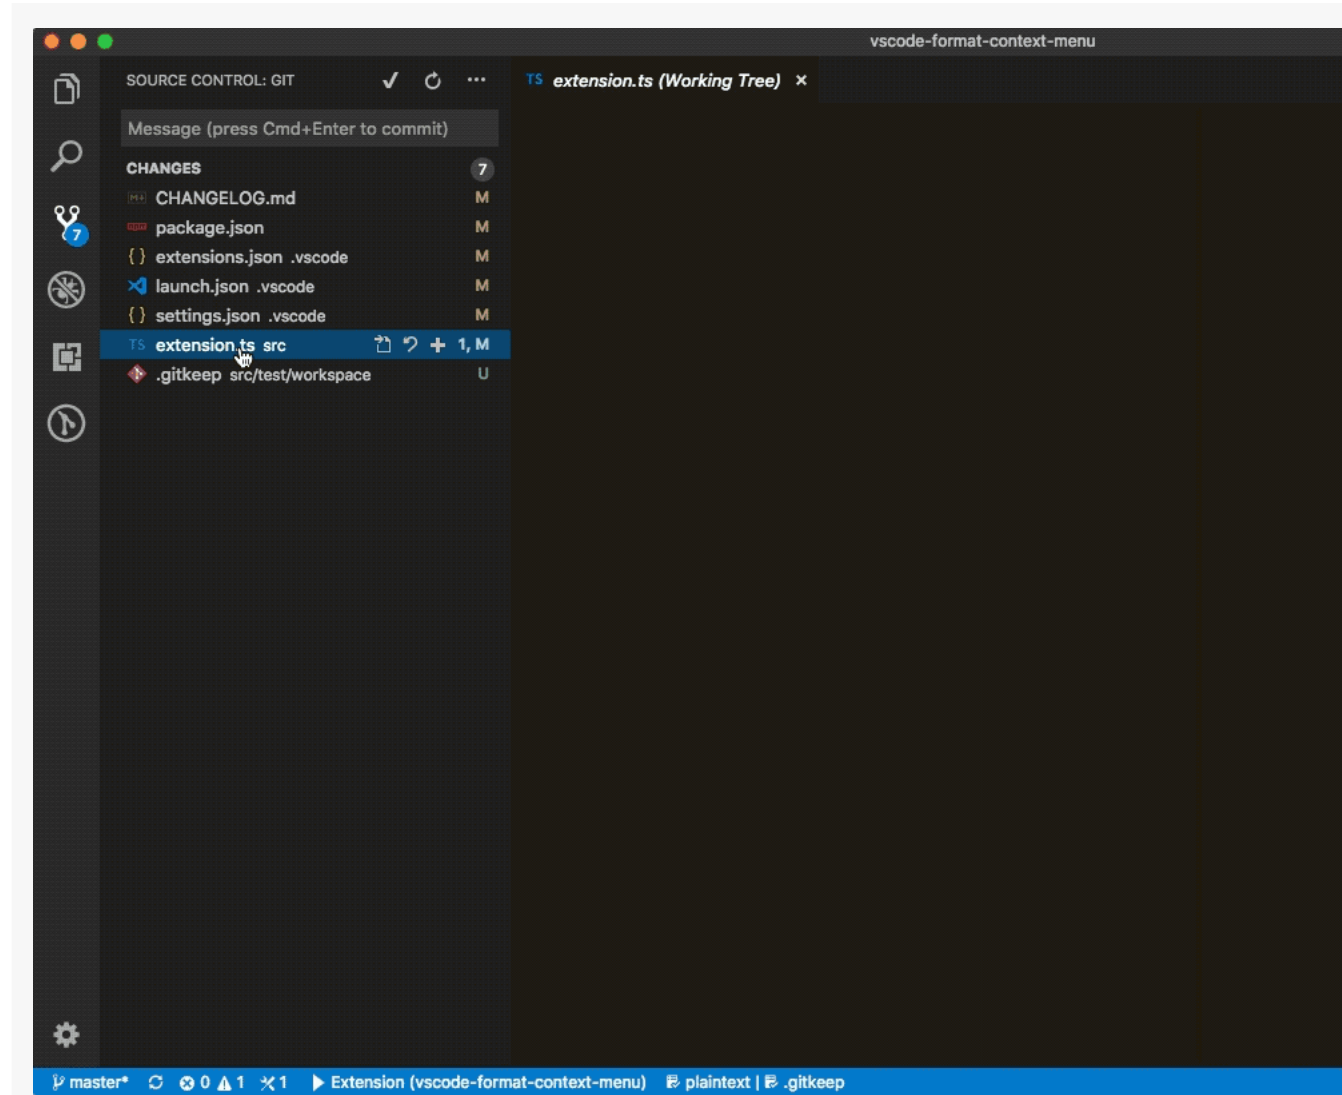 vscode-format-context-menu
SOURCE CONTROL: GIT
TS extension.ts (Working Tree)
Message (press Cmd+Enter to commit)
CHANGES 7
CHANGELOG.md M
package.json M
{} extensions.json .vscode M
launch.json .vscode M
{} settings.json .vscode M
TS extension.ts src 1, M
.gitkeep src/test/workspace U
7
master* 0 1 1 Extension (vscode-format-context-menu) plaintext | .gitkeep